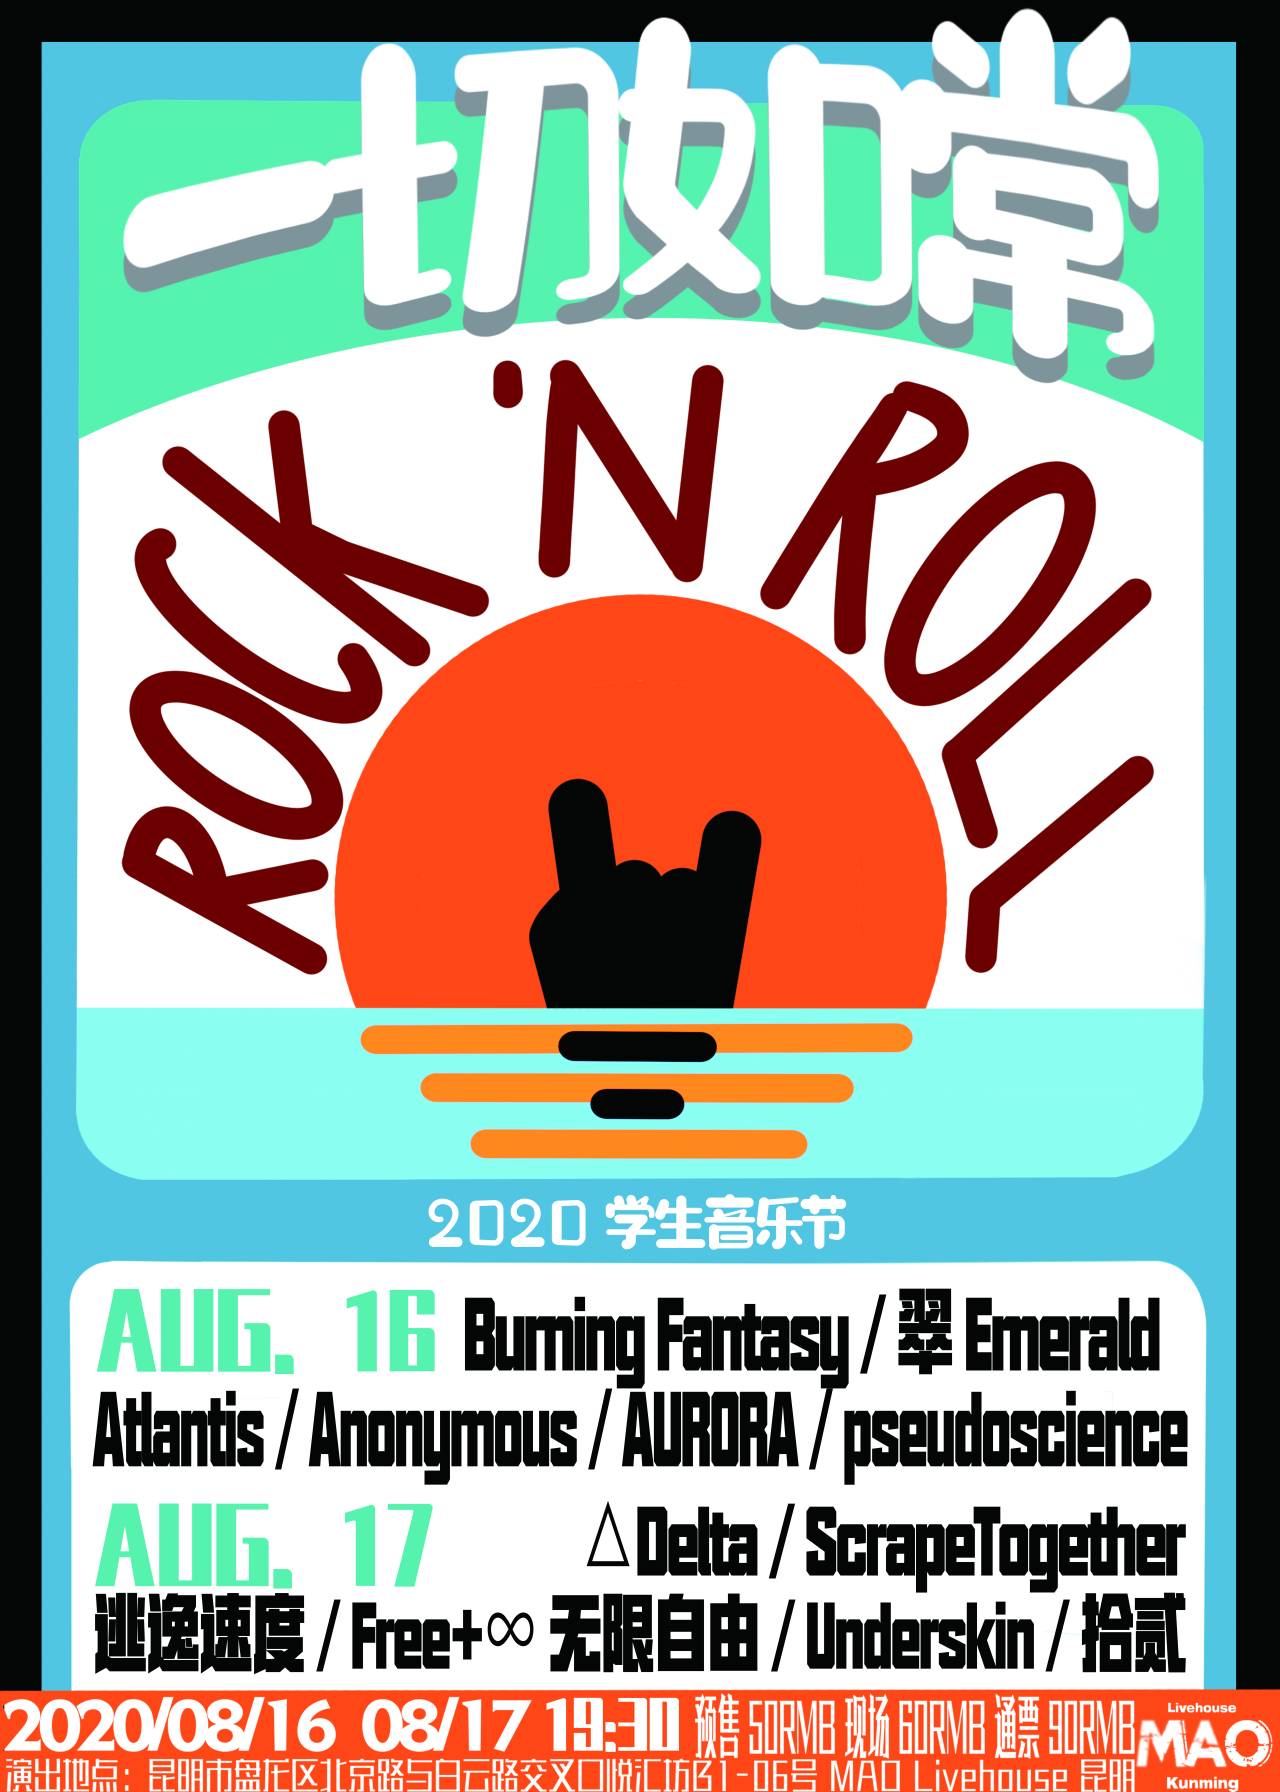 一切如常
ROCK 'N ROLL
2020 学生音乐节
AUG. 16 Burning Fantasy / 翠 Emerald
Atlantis / Anonymous / AURORA / pseudoscience
AUG. 17 △Delta / ScrapeTogether
逃逸速度 / Free+∞ 无限自由 / Underskin / 拾贰
2020/08/16 08/17 19:30 预售 50RMB 现场 60RMB 通票 90RMB
演出地点：昆明市盘龙区北京路与白云路交叉口悦汇坊B1-06号 MAO Livehouse 昆明
Livehouse
MAO
Kunming